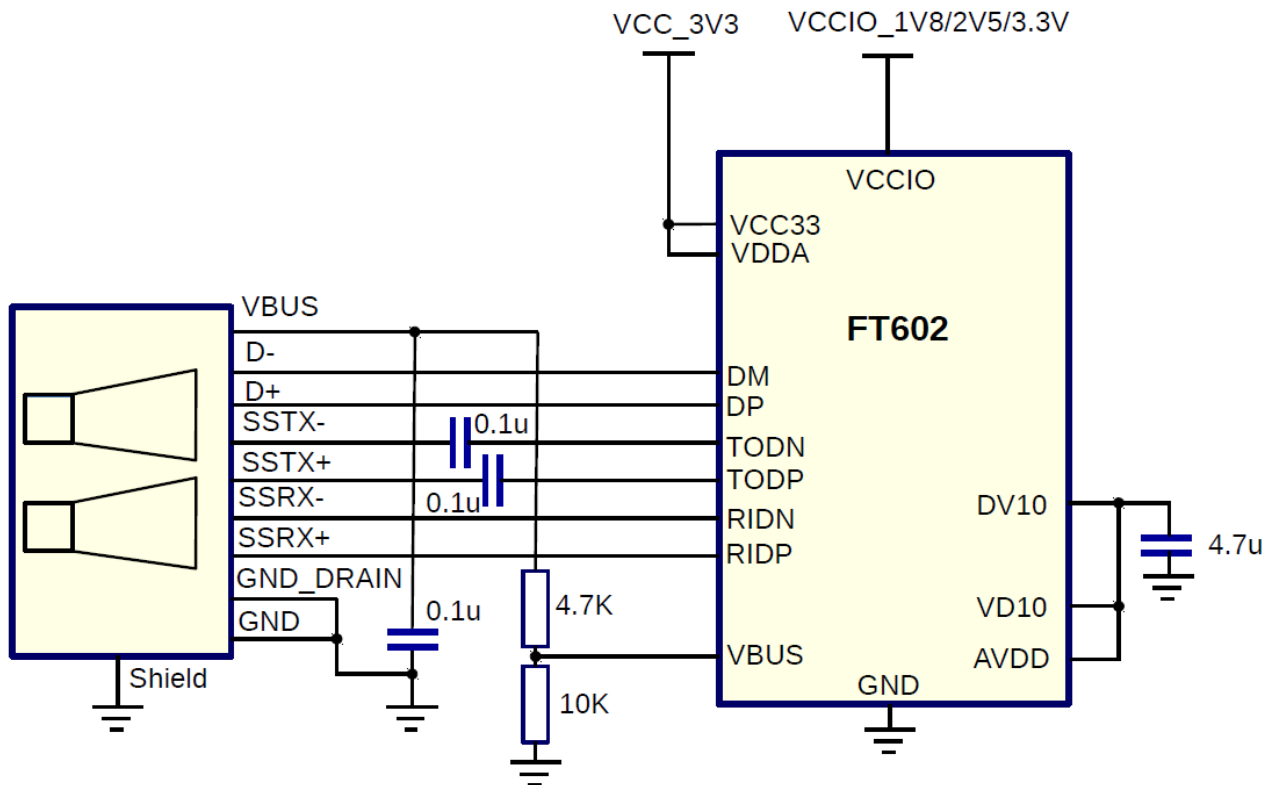 VCC_3V3
VCCIO_1V8/2V5/3.3V
VCCIO
VCC33
VDDA
FT602
VBUS
D-
D+
SSTX-
SSTX+
SSRX-
SSRX+
GND_DRAIN
GND
Shield
0.1u
0.1u
0.1u
4.7K
10K
DM
DP
TODN
TODP
RIDN
RIDP
VBUS
GND
DV10
VD10
AVDD
4.7u